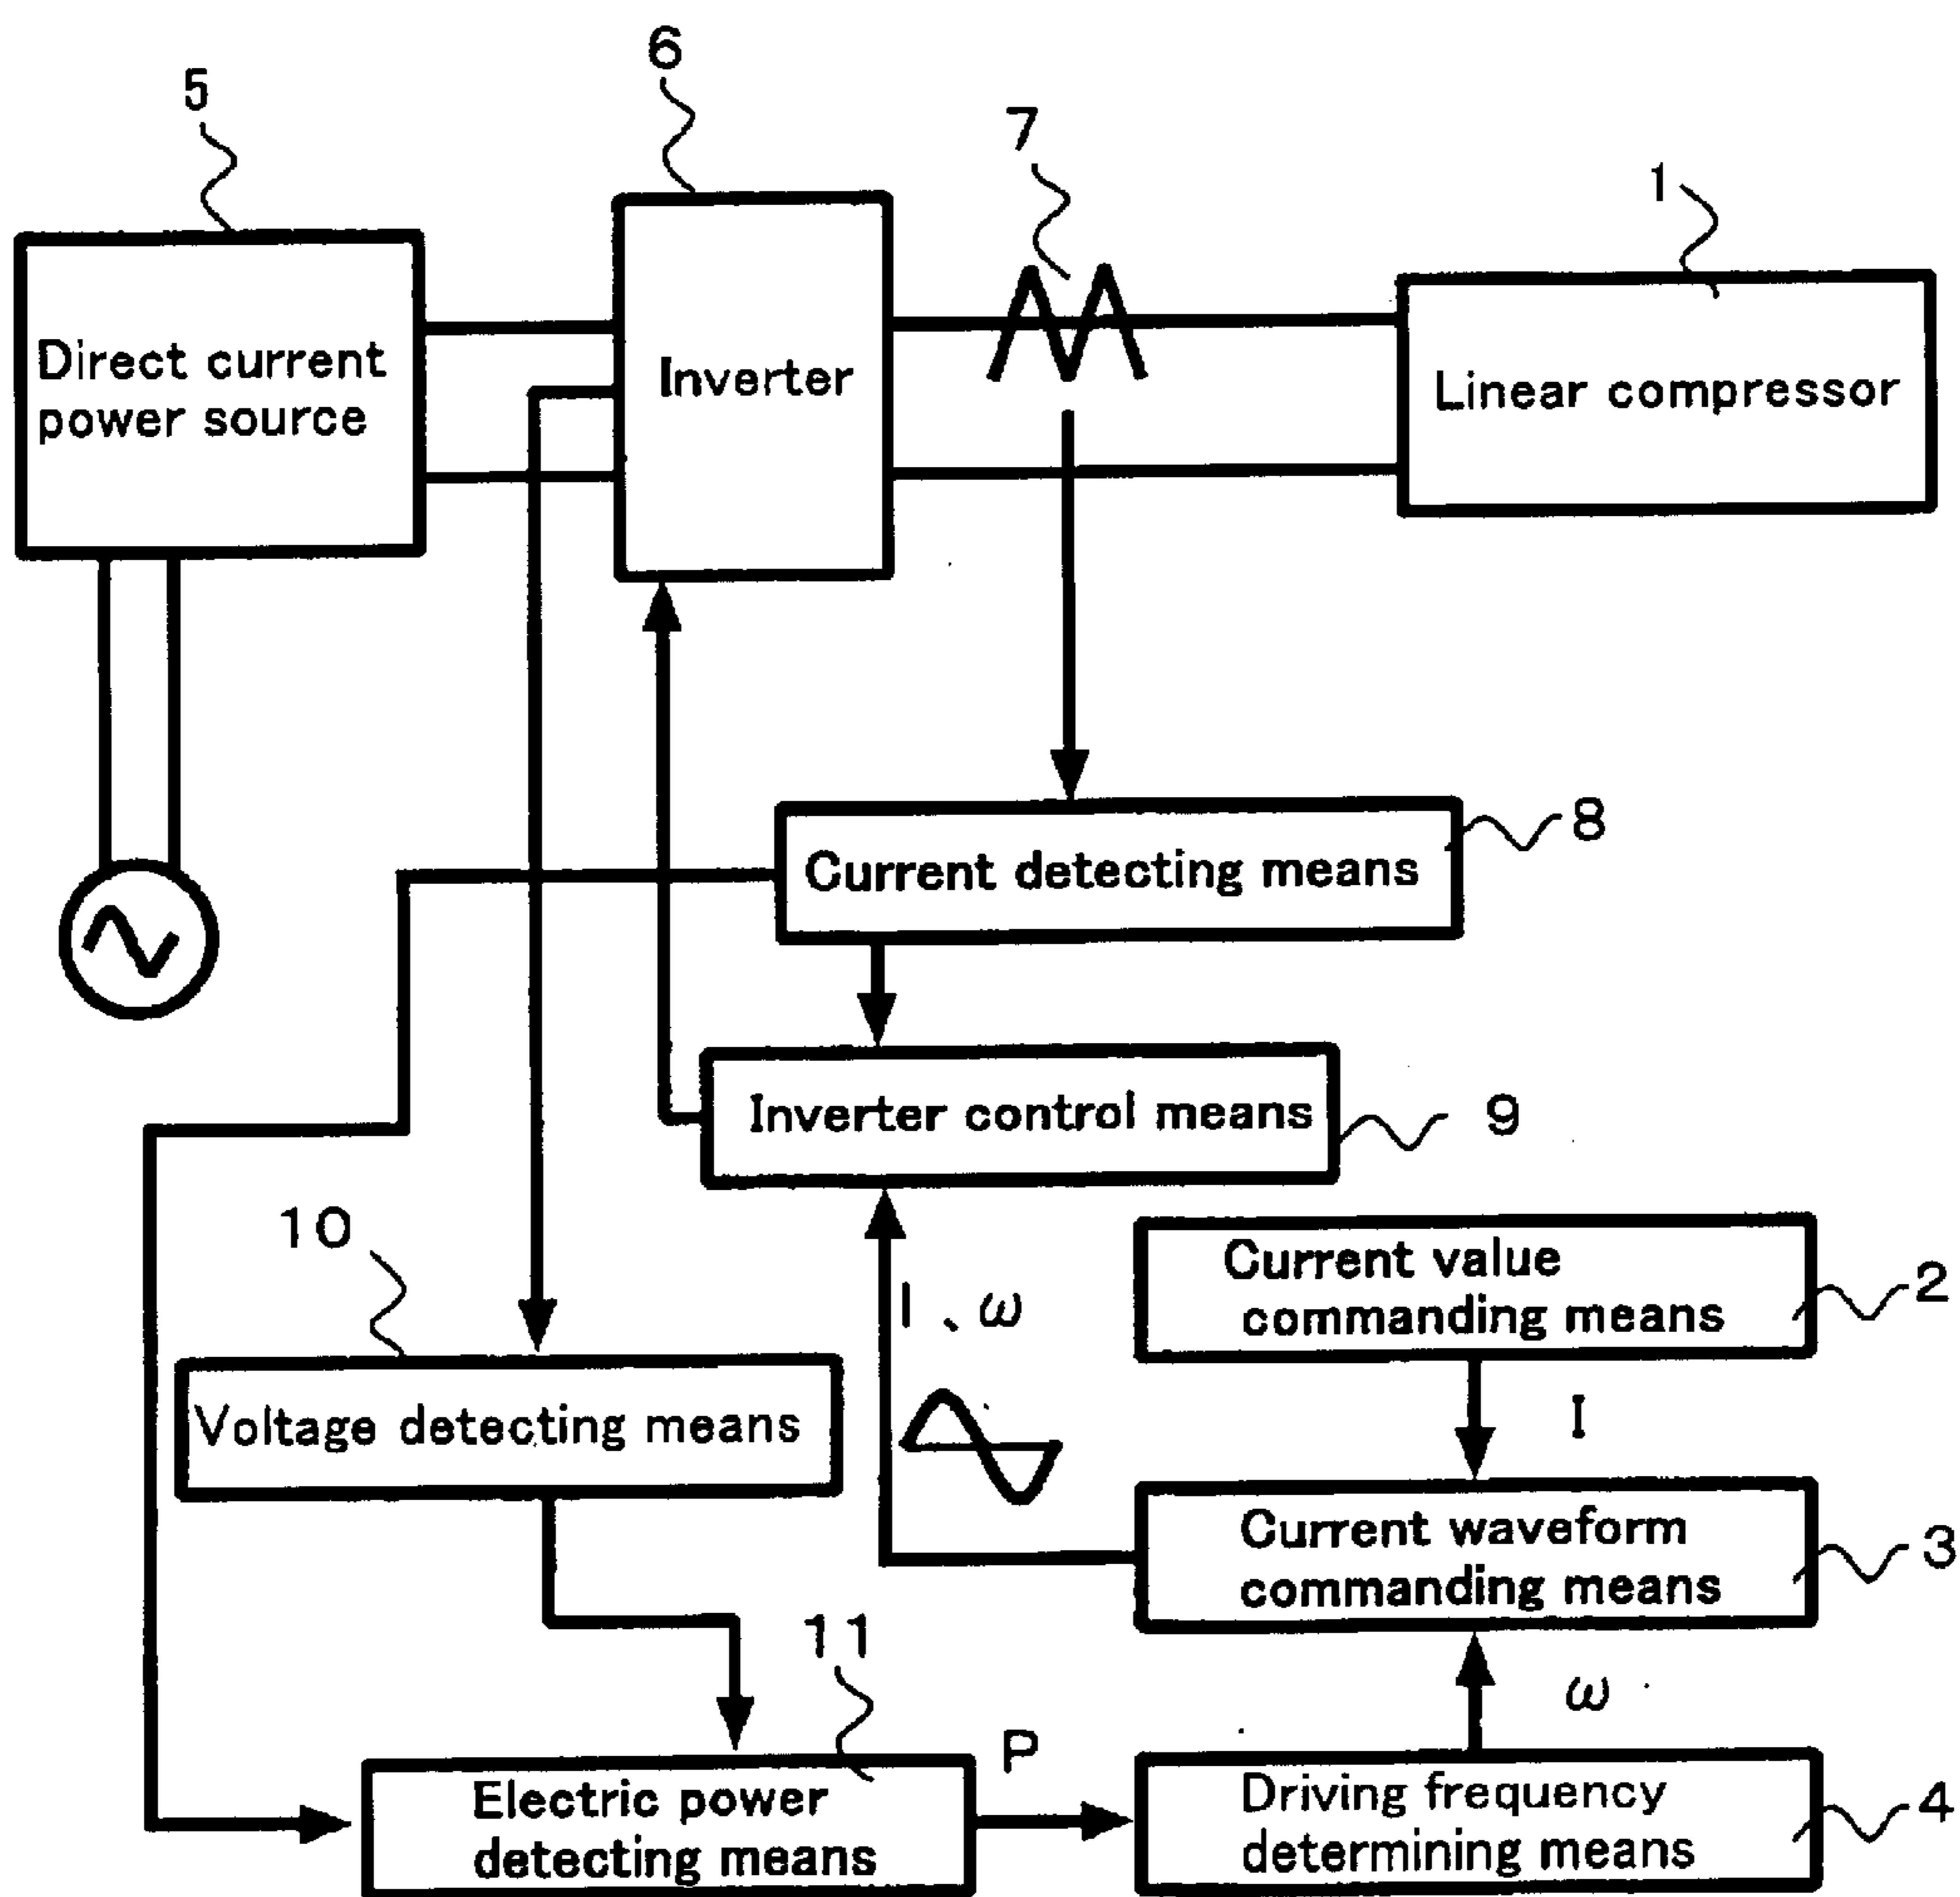 5
6
7
1
Direct current
power source
Inverter
Linear compressor
8
Current detecting means
Inverter control means
9
10
I、ω
Current value
commanding means
2
Voltage detecting means
I
Current waveform
commanding means
3
11
ω
P
Electric power
detecting means
Driving frequency
determining means
4